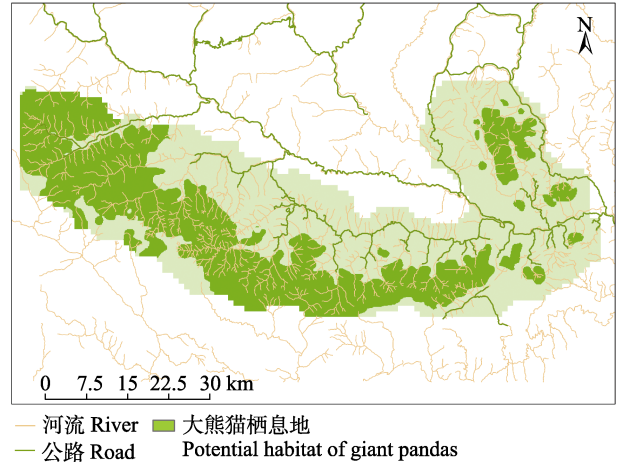 N
0 7.5 15 22.5 30 km
河流 River 大熊猫栖息地
公路 Road Potential habitat of giant pandas